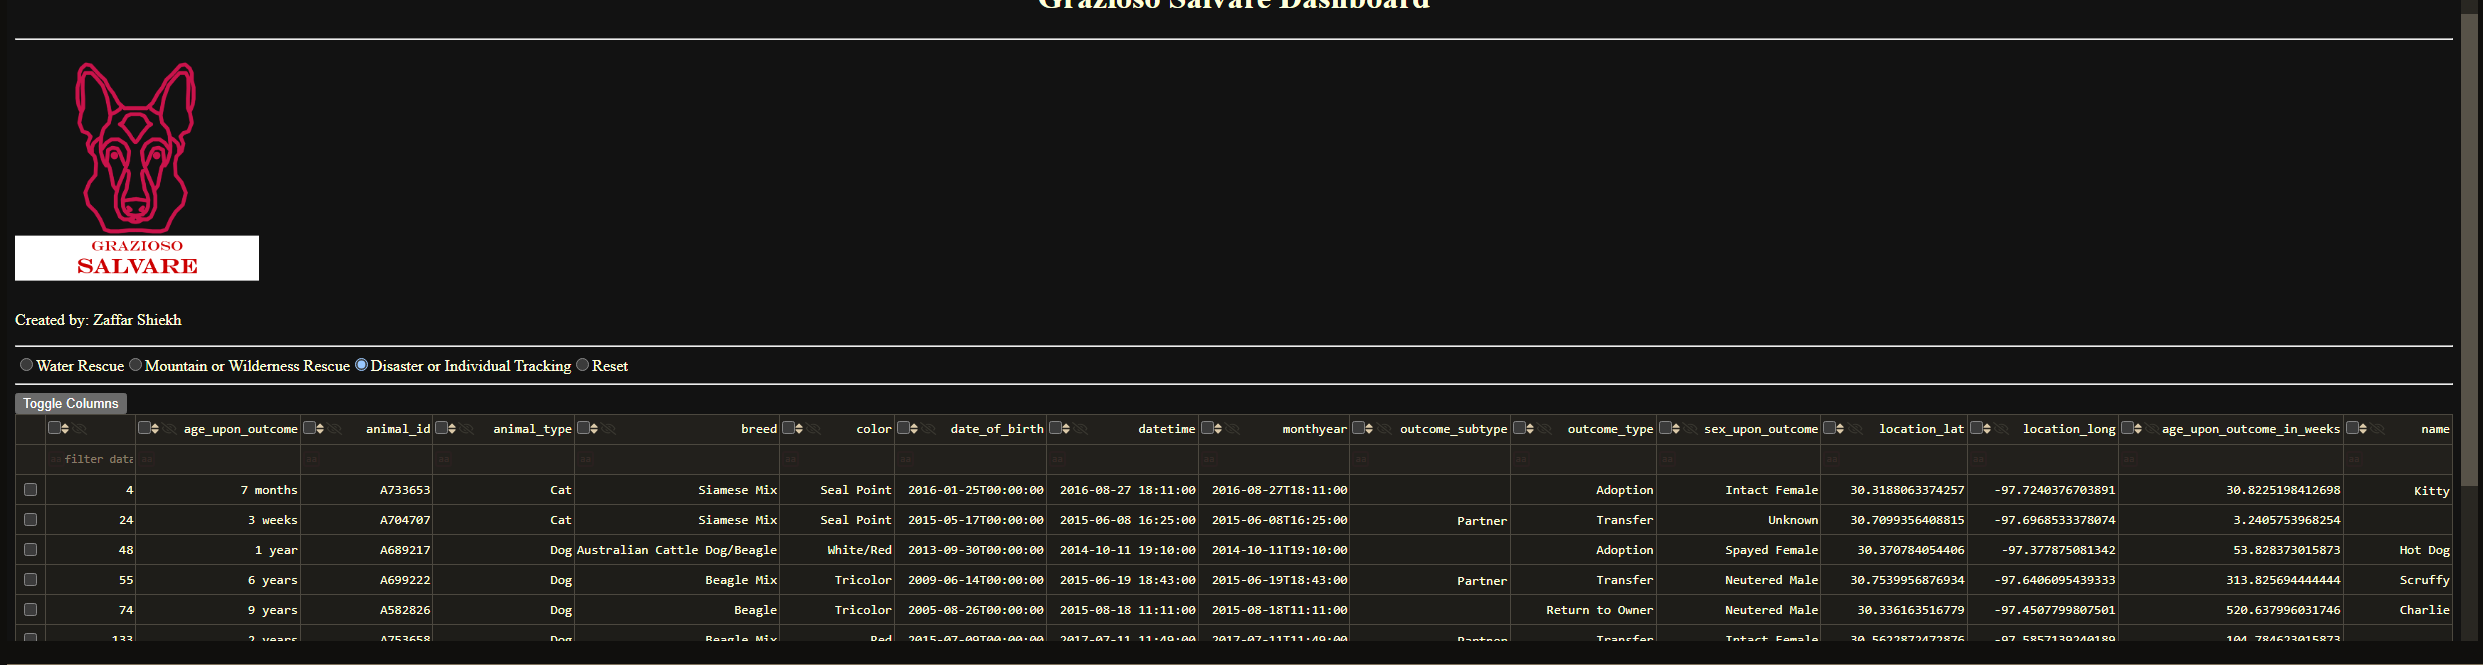 Grazioso Salvare Dashboard
GRAZIOSO
SALVARE
Created by: Zaffar Shiekh
Water Rescue Mountain or Wilderness Rescue Disaster or Individual Tracking Reset
Toggle Columns
age_upon_outcome animal_id animal_type breed color date_of_birth datetime monthyear outcome_subtype outcome_type sex_upon_outcome location_lat location_long age_upon_outcome_in_weeks name
filter data
4 7 months A733653 Cat Siamese Mix Seal Point 2016-01-25T00:00:00 2016-08-27 18:11:00 2016-08-27T18:11:00 Adoption Intact Female 30.3188063374257 -97.7240376703891 30.8225198412698 Kitty
24 3 weeks A704707 Cat Siamese Mix Seal Point 2015-05-17T00:00:00 2015-06-08 16:25:00 2015-06-08T16:25:00 Partner Transfer Unknown 30.7099356408815 -97.6968533378074 3.2405753968254
48 1 year A689217 Dog Australian Cattle Dog/Beagle White/Red 2013-09-30T00:00:00 2014-10-11 19:10:00 2014-10-11T19:10:00 Adoption Spayed Female 30.370784054406 -97.377875081342 53.828373015873 Hot Dog
55 6 years A699222 Dog Beagle Mix Tricolor 2009-06-14T00:00:00 2015-06-19 18:43:00 2015-06-19T18:43:00 Partner Transfer Neutered Male 30.7539956876934 -97.6406095439333 313.825694444444 Scruffy
74 9 years A582826 Dog Beagle Tricolor 2005-08-26T00:00:00 2015-08-18 11:11:00 2015-08-18T11:11:00 Return to Owner Neutered Male 30.336163516779 -97.4507799807501 520.637996031746 Charlie
133 2 years A753658 Dog Beagle Mix Red 2015-07-09T00:00:00 2017-07-11 11:49:00 2017-07-11T11:49:00 Partner Transfer Intact Female 30.5622872472876 -97.5857139240189 104.784623015873